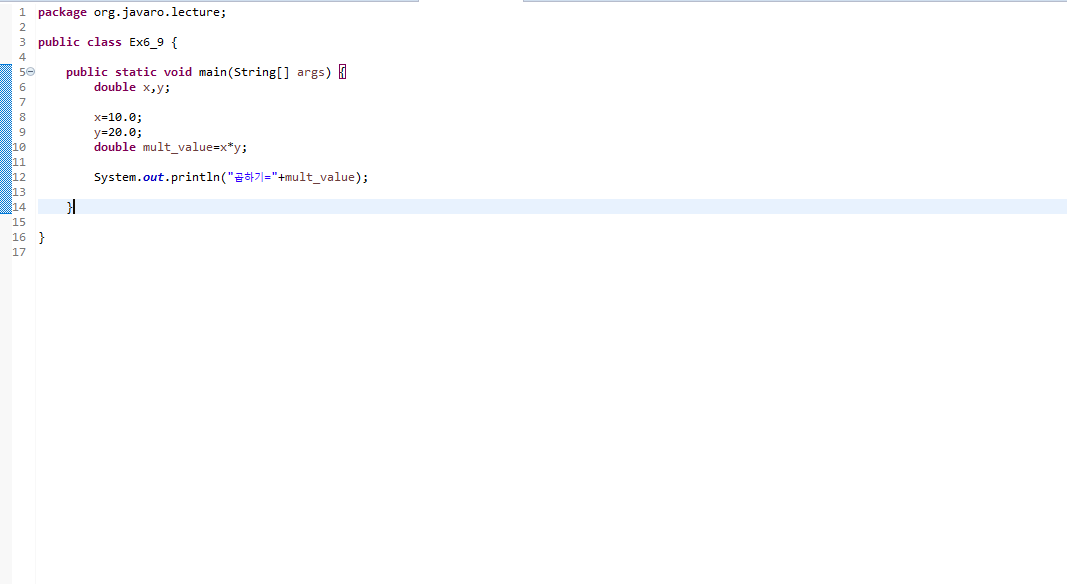 1 package org.javaro.lecture;
2
3 public class Ex6_9 {
4
5 public static void main(String[] args) {
6 double x,y;
7
8 x=10.0;
9 y=20.0;
10 double mult_value=x*y;
11
12 System.out.println("곱하기="+mult_value);
13
14 }
15
16 }
17